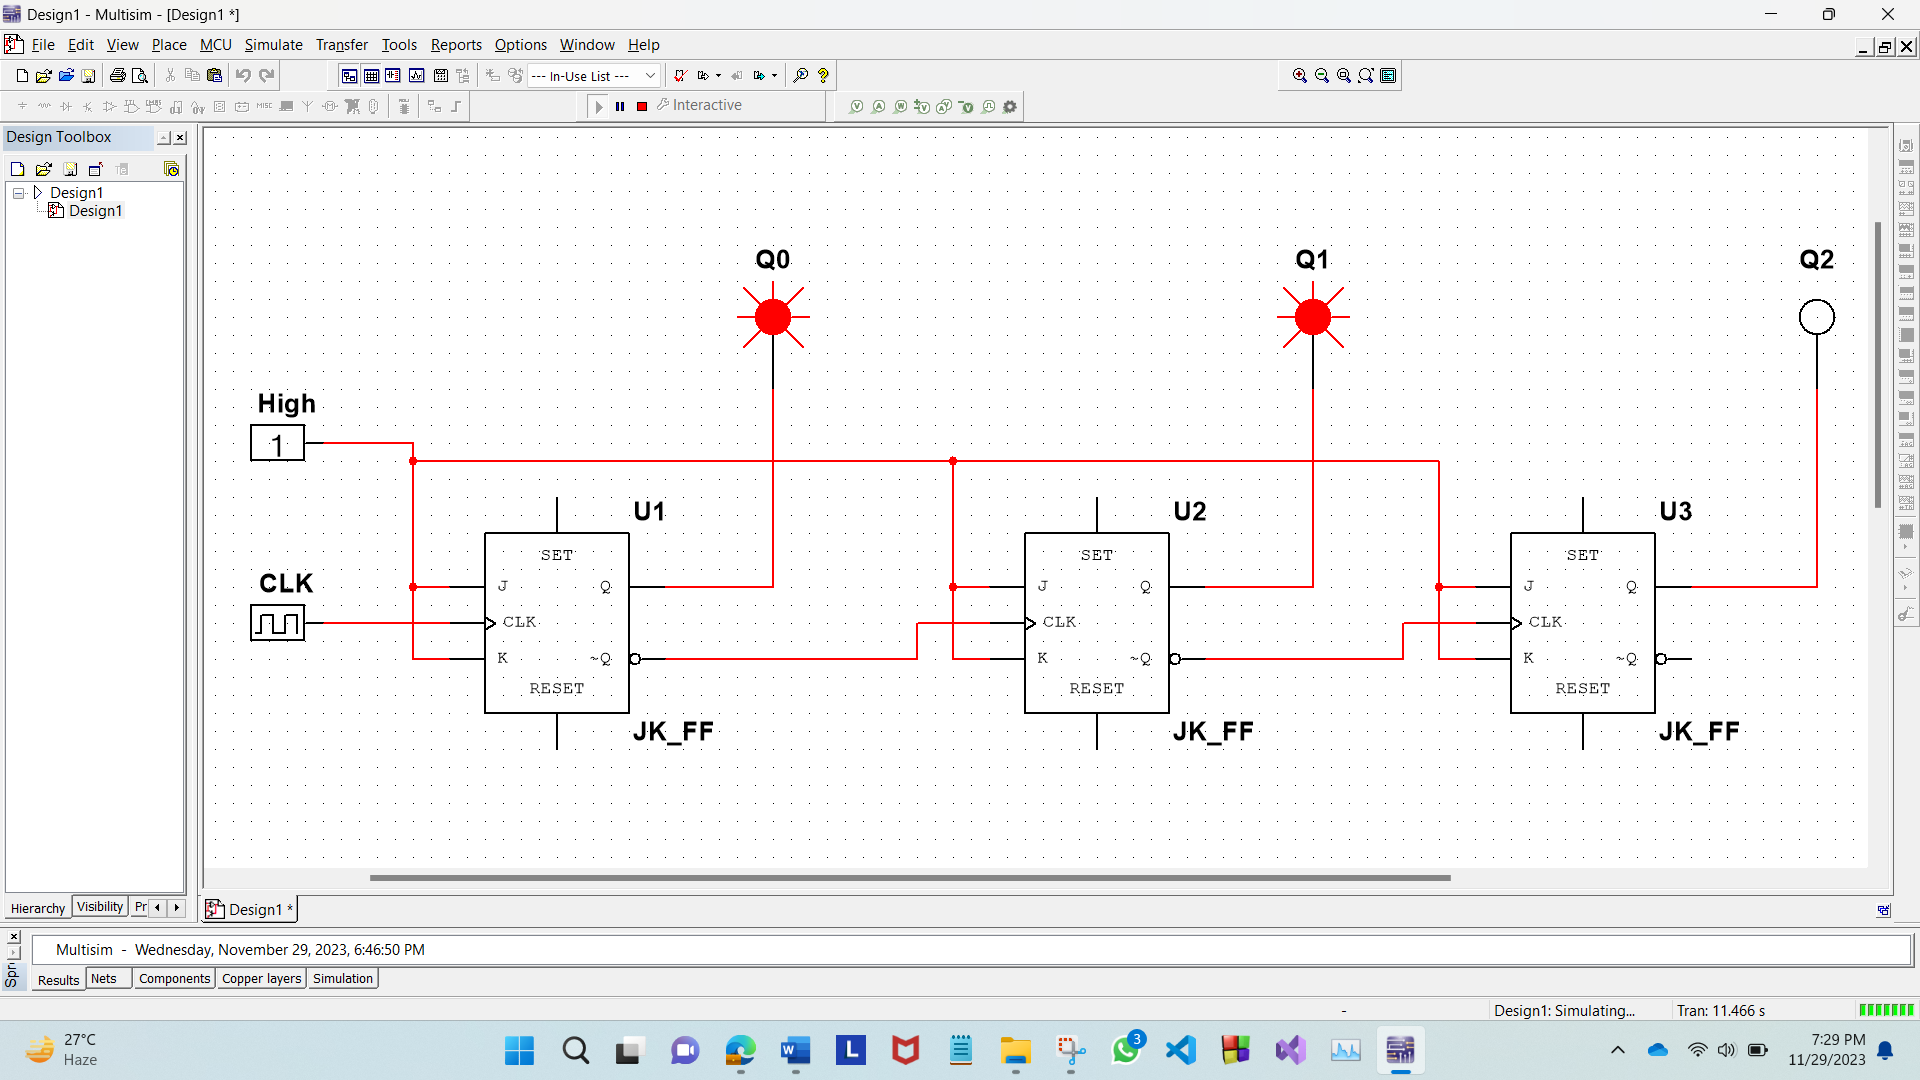 Design1 - Multisim - [Design1 *]
File Edit View Place MCU Simulate Transfer Tools Reports Options Window Help
--- In-Use List ---
Interactive
Design Toolbox
Design1
Design1
Q0 Q1 Q2
High
1
U1 U2 U3
SET SET SET
CLK
J Q J Q J Q
CLK CLK CLK
K ~Q K ~Q K ~Q
RESET RESET RESET
JK_FF JK_FF JK_FF
Hierarchy Visibility Pr
Design1 *
Multisim - Wednesday, November 29, 2023, 6:46:50 PM
Spr
Results Nets Components Copper layers Simulation
- Design1: Simulating... Tran: 11.466 s
27°C
Haze
3
7:29 PM
11/29/2023